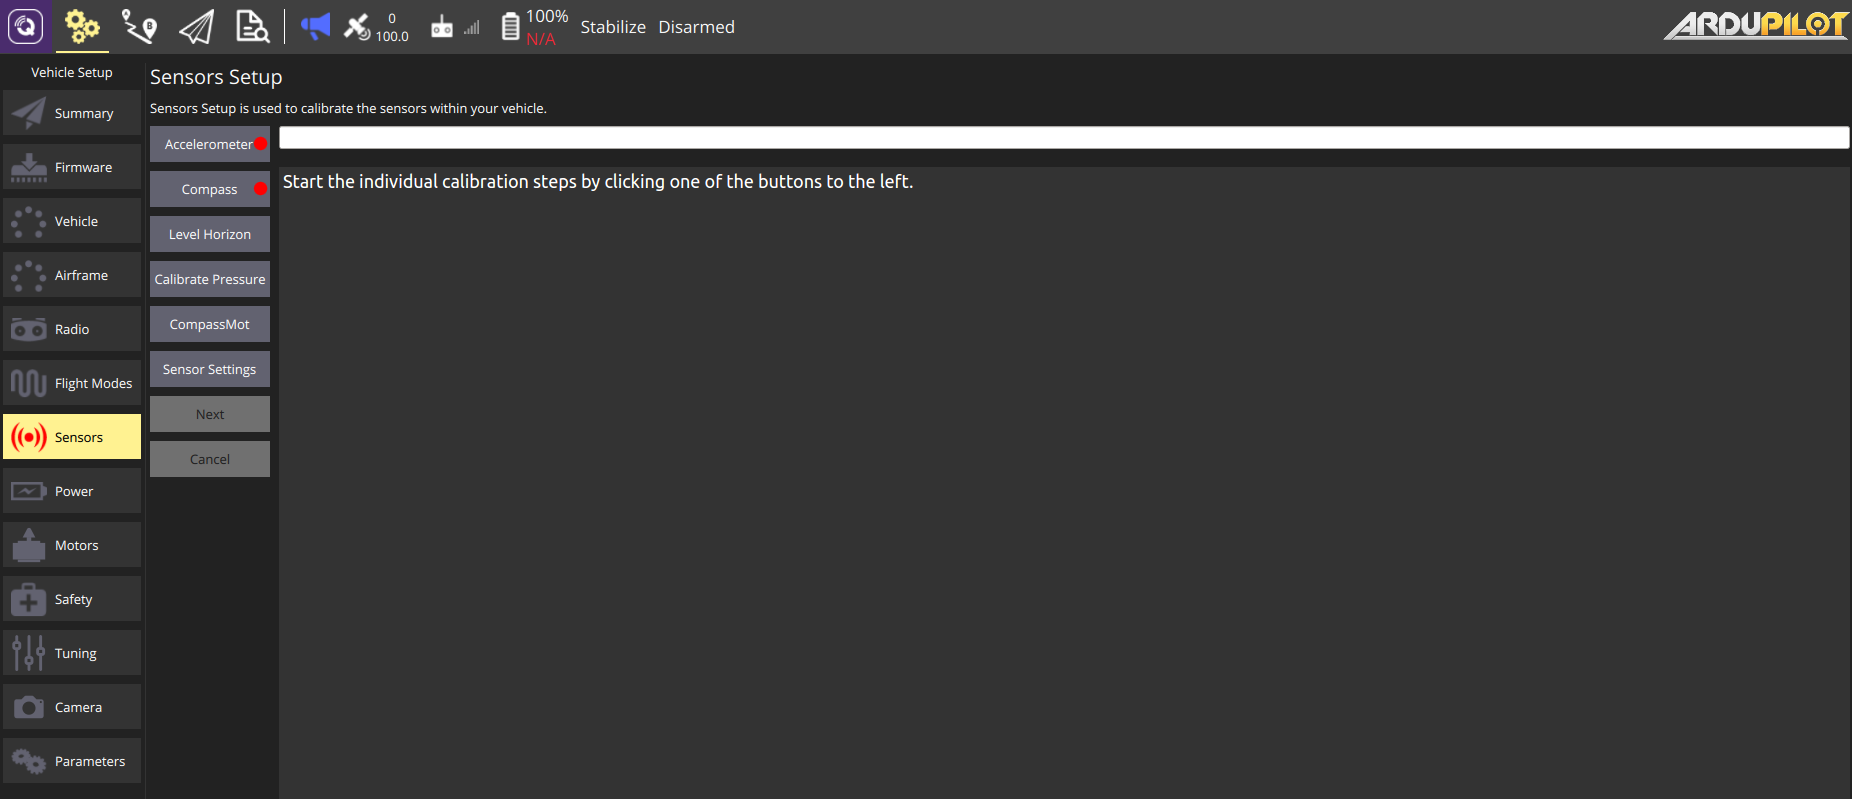 0
100.0
100%
N/A
Stabilize
Disarmed
ARDUPILOT
Vehicle Setup
Summary
Firmware
Vehicle
Airframe
Radio
Flight Modes
Sensors
Power
Motors
Safety
Tuning
Camera
Parameters
Sensors Setup
Sensors Setup is used to calibrate the sensors within your vehicle.
Accelerometer
Compass
Level Horizon
Calibrate Pressure
CompassMot
Sensor Settings
Next
Cancel
Start the individual calibration steps by clicking one of the buttons to the left.